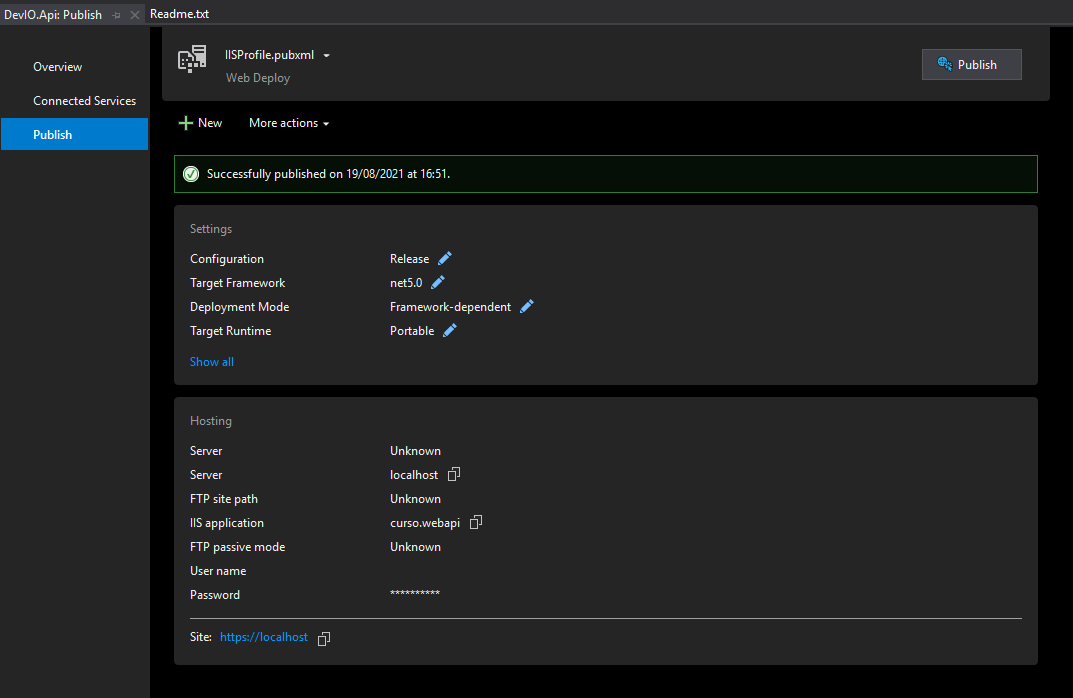 DevIO.Api: Publish
Readme.txt
Overview
Connected Services
Publish
IISProfile.pubxml
Web Deploy
Publish
New
More actions
Successfully published on 19/08/2021 at 16:51.
Settings
Configuration Release
Target Framework net5.0
Deployment Mode Framework-dependent
Target Runtime Portable
Show all
Hosting
Server Unknown
Server localhost
FTP site path Unknown
IIS application curso.webapi
FTP passive mode Unknown
User name
Password **********
Site: https://localhost